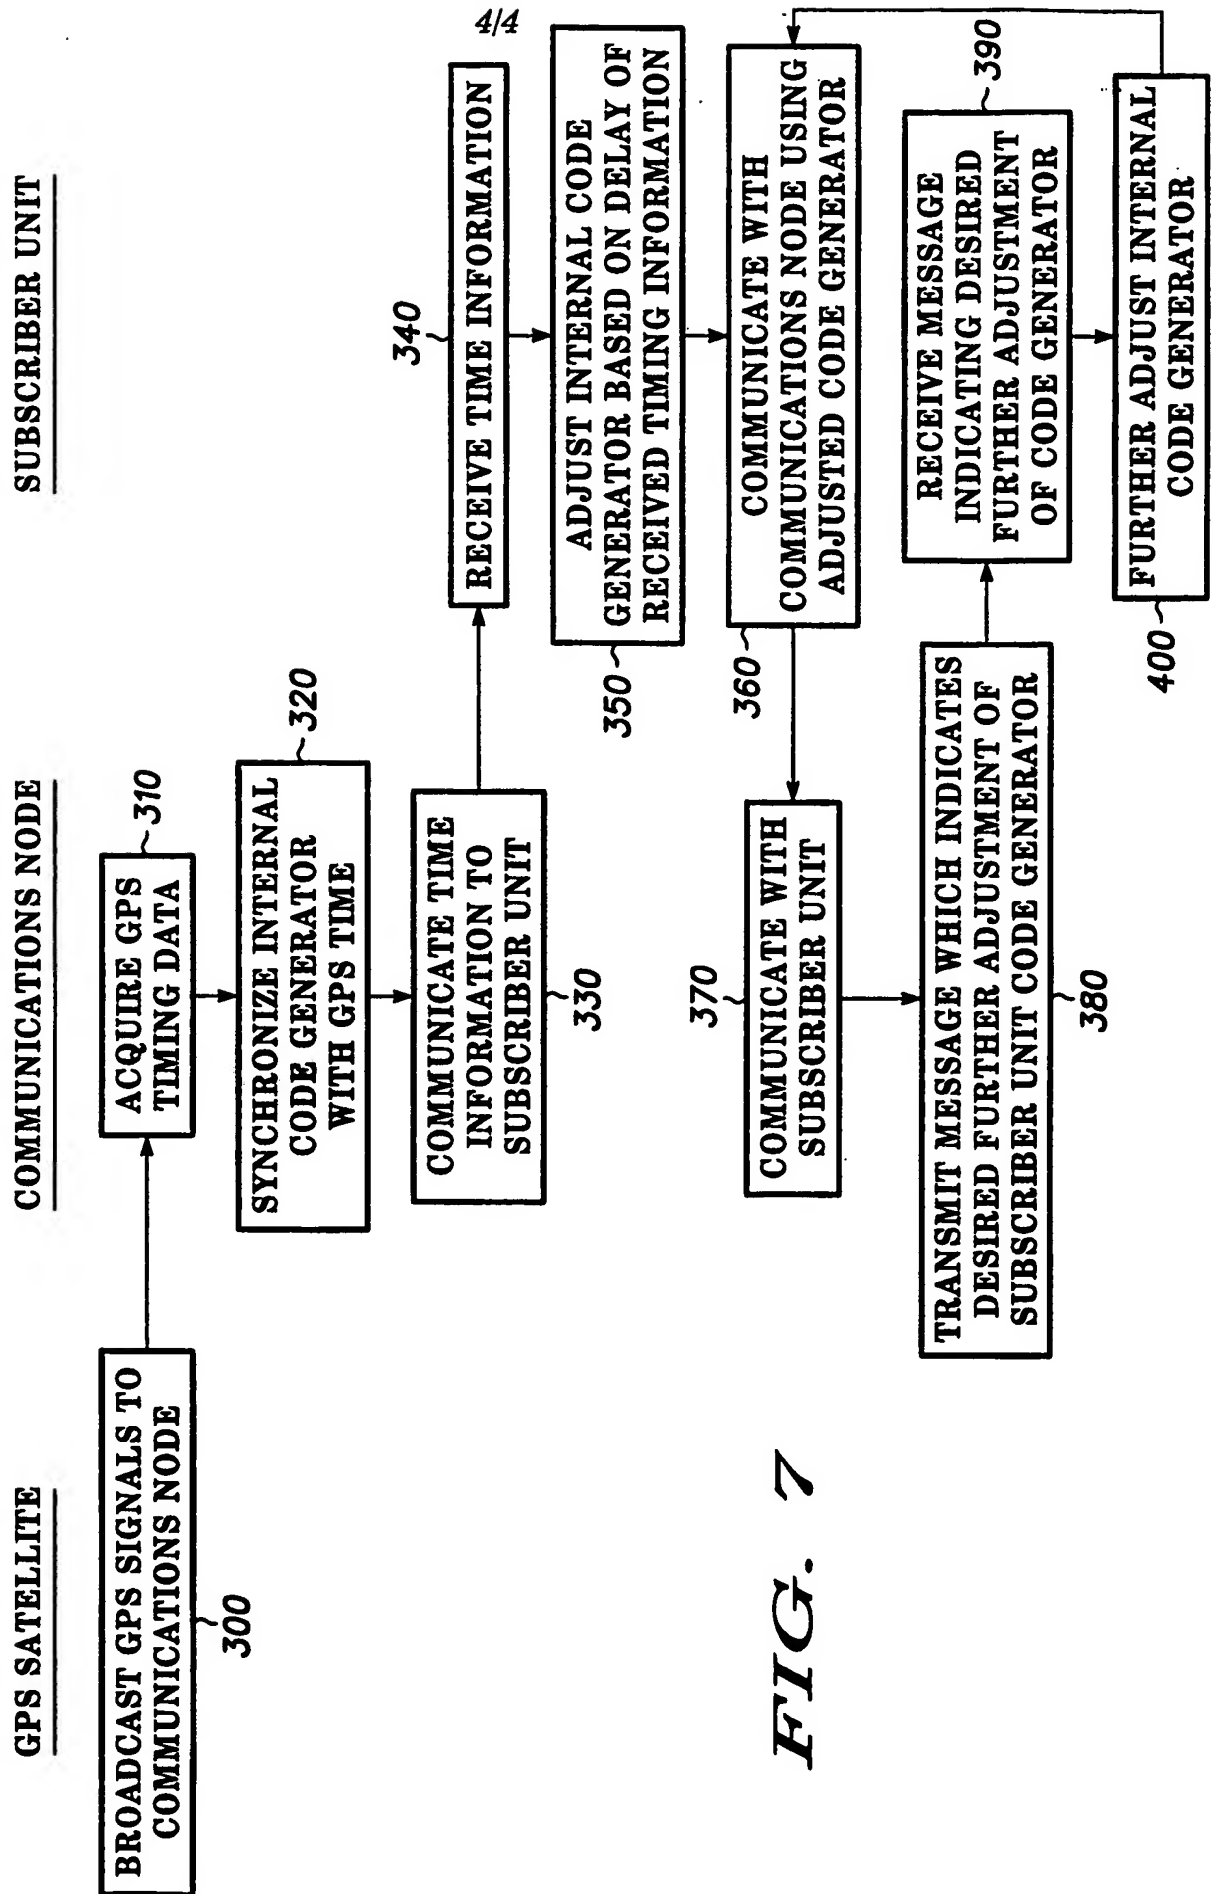 4/4
GPS SATELLITE
COMMUNICATIONS NODE
SUBSCRIBER UNIT
BROADCAST GPS SIGNALS TO
COMMUNICATIONS NODE
300
ACQUIRE GPS
TIMING DATA
310
SYNCHRONIZE INTERNAL
CODE GENERATOR
WITH GPS TIME
320
COMMUNICATE TIME
INFORMATION TO
SUBSCRIBER UNIT
330
340
RECEIVE TIME INFORMATION
ADJUST INTERNAL CODE
GENERATOR BASED ON DELAY OF
RECEIVED TIMING INFORMATION
350
COMMUNICATE WITH
COMMUNICATIONS NODE USING
ADJUSTED CODE GENERATOR
360
370
COMMUNICATE WITH
SUBSCRIBER UNIT
TRANSMIT MESSAGE WHICH INDICATES
DESIRED FURTHER ADJUSTMENT OF
SUBSCRIBER UNIT CODE GENERATOR
380
390
RECEIVE MESSAGE
INDICATING DESIRED
FURTHER ADJUSTMENT
OF CODE GENERATOR
FURTHER ADJUST INTERNAL
CODE GENERATOR
400
FIG. 7